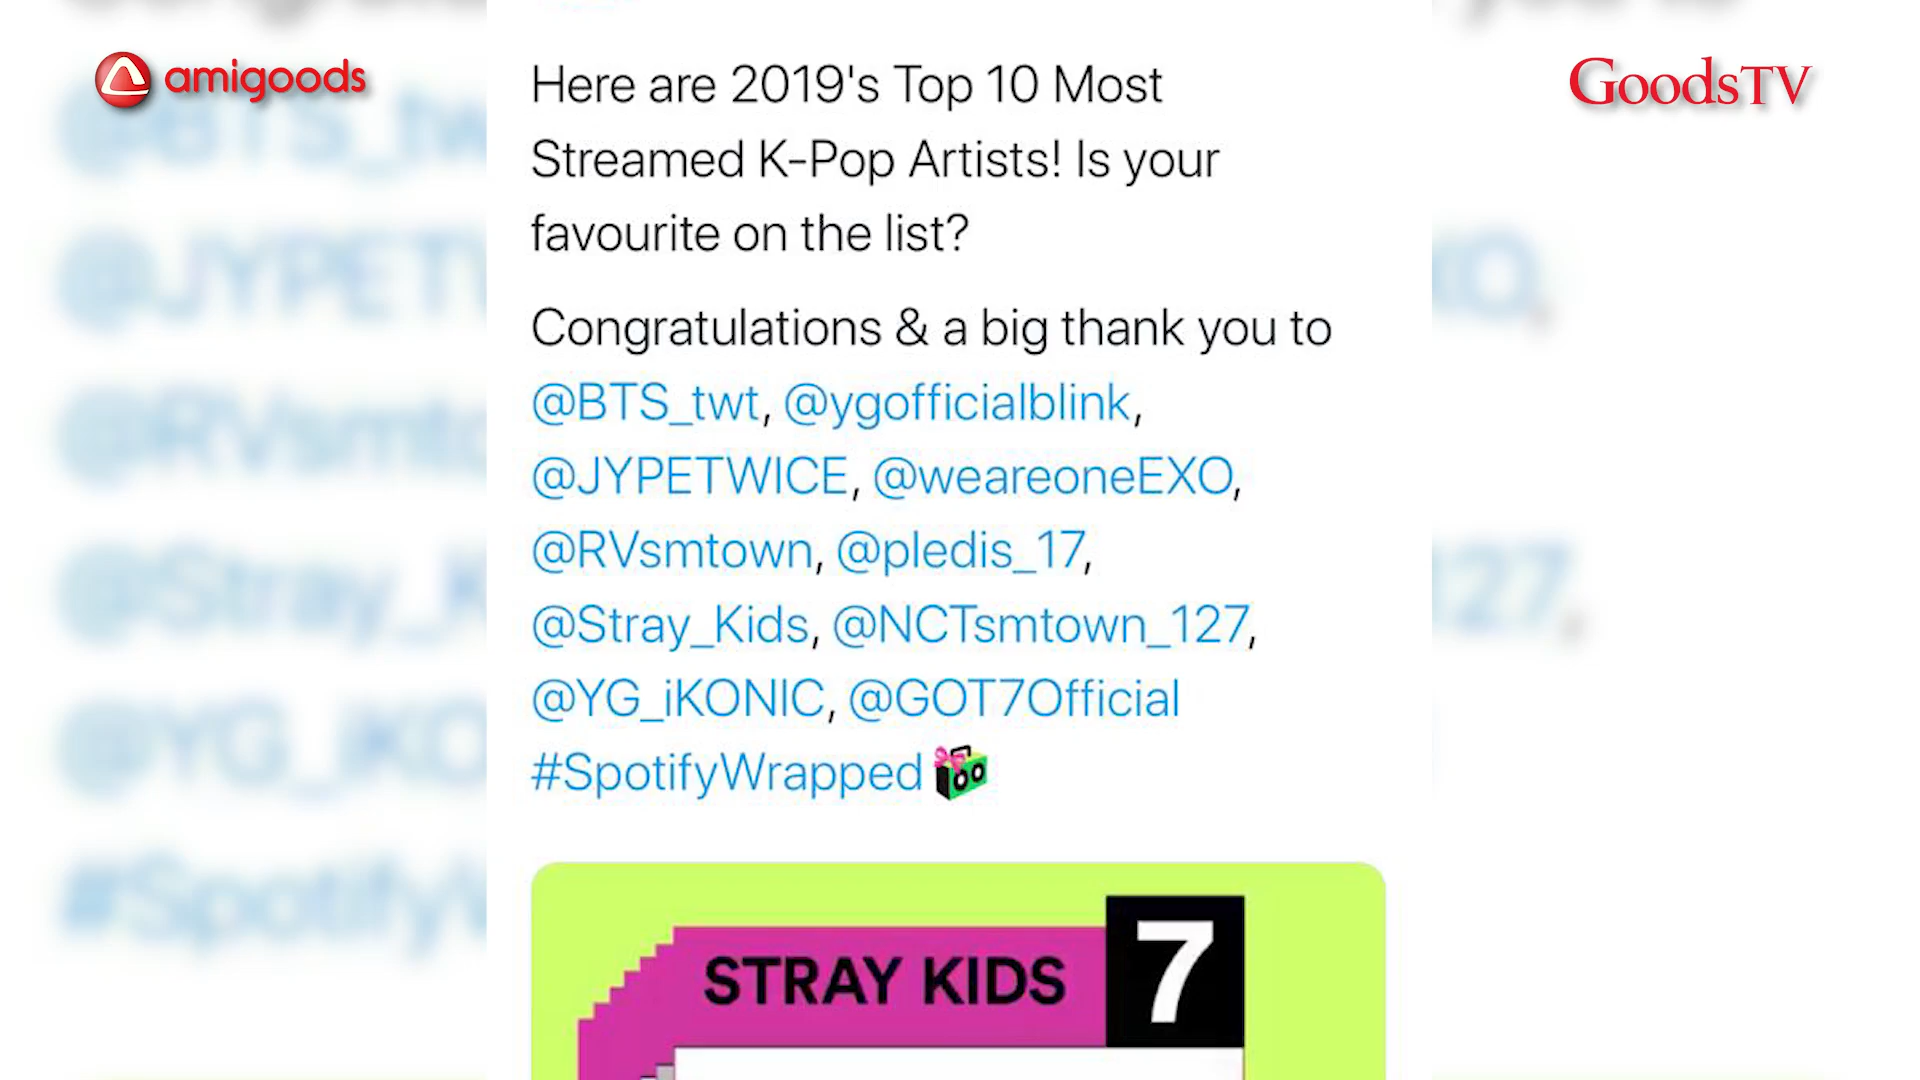 amigoods
GoodsTV
Here are 2019's Top 10 Most
Streamed K-Pop Artists! Is your
favourite on the list?
Congratulations & a big thank you to
@BTS_twt, @ygofficialblink,
@JYPETWICE, @weareoneEXO,
@RVsmtown, @pledis_17,
@Stray_Kids, @NCTsmtown_127,
@YG_iKONIC, @GOT7Official
#SpotifyWrapped
STRAY KIDS 7